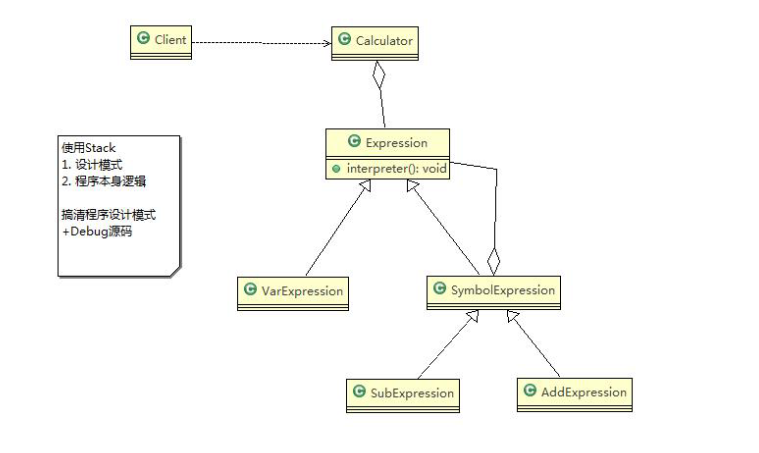 Client
Calculator
Expression
interpreter(): void
使用Stack
1. 设计模式
2. 程序本身逻辑
搞清程序设计模式
+Debug源码
VarExpression
SymbolExpression
SubExpression
AddExpression